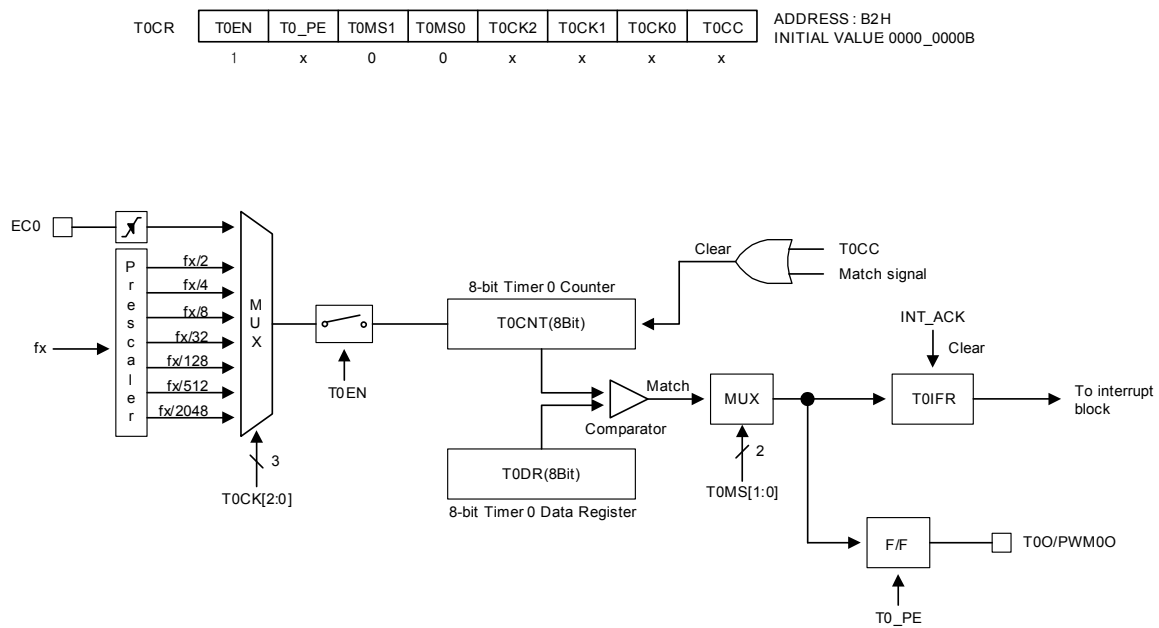 T0CR T0EN T0_PE T0MS1 T0MS0 T0CK2 T0CK1 T0CK0 T0CC
ADDRESS : B2H
INITIAL VALUE 0000_0000B
1 x 0 0 x x x x
EC0
Prescaler
fx
fx/2
fx/4
fx/8
fx/32
fx/128
fx/512
fx/2048
MUX
3
T0CK[2:0]
T0EN
8-bit Timer 0 Counter
T0CNT(8Bit)
Clear
T0CC
Match signal
Comparator
Match
T0DR(8Bit)
8-bit Timer 0 Data Register
MUX
2
T0MS[1:0]
INT_ACK
Clear
T0IFR
To interrupt
block
F/F
T0O/PWM0O
T0_PE